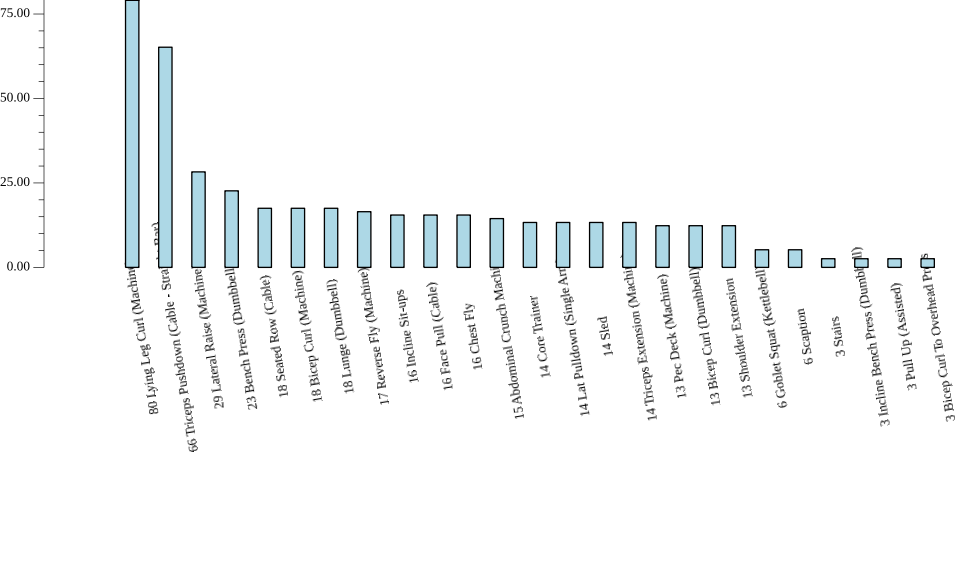 75.00
50.00
25.00
0.00
80 Lying Leg Curl (Machine
66 Triceps Pushdown (Cable - Stra Bar)
29 Lateral Raise (Machine
23 Bench Press (Dumbbell
18 Seated Row (Cable)
18 Bicep Curl (Machine)
18 Lunge (Dumbbell)
17 Reverse Fly (Machine)
16 Incline Sit-ups
16 Face Pull (Cable)
16 Chest Fly
15 Abdominal Crunch Machi
14 Core Trainer
14 Lat Pulldown (Single Arm
14 Sled
14 Triceps Extension (Machine)
13 Pec Deck (Machine)
13 Bicep Curl (Dumbbell)
13 Shoulder Extension
6 Goblet Squat (Kettlebell)
6 Scaption
3 Stairs
3 Incline Bench Press (Dumbbell)
3 Pull Up (Assisted)
3 Bicep Curl To Overhead Press